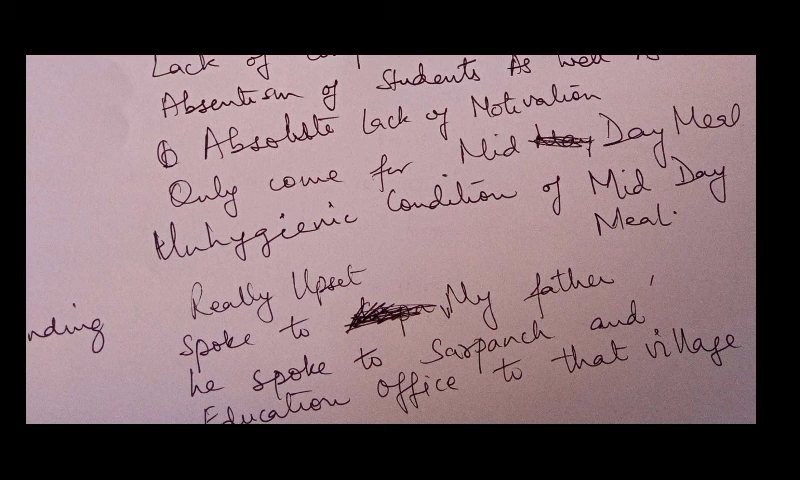 Lack of
Absentism of Students As well
Absolute Lack of Motivation
Only come for Mid Day Meal
Unhygienic Condition of Mid Day
Meal.
Really Upset
nding spoke to My father,
he spoke to Sarpanch and
Education office to that village